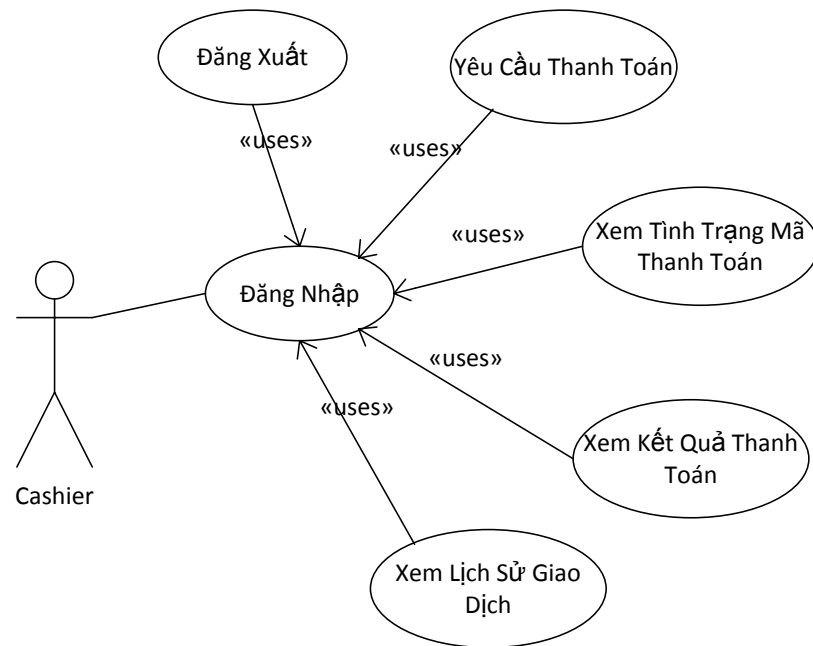 Đăng Xuất
Yêu Cầu Thanh Toán
«uses»
«uses»
«uses»
Xem Tình Trạng Mã
Thanh Toán
Đăng Nhập
«uses»
«uses»
Xem Kết Quả Thanh
Toán
Cashier
Xem Lịch Sử Giao
Dịch